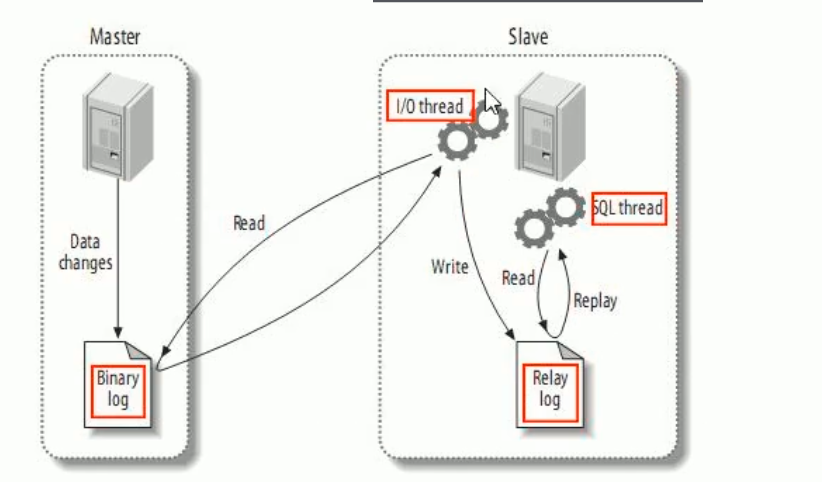 Master
Slave
I/O thread
SQL thread
Read
Data
changes
Write
Read
Replay
Binary
log
Relay
log